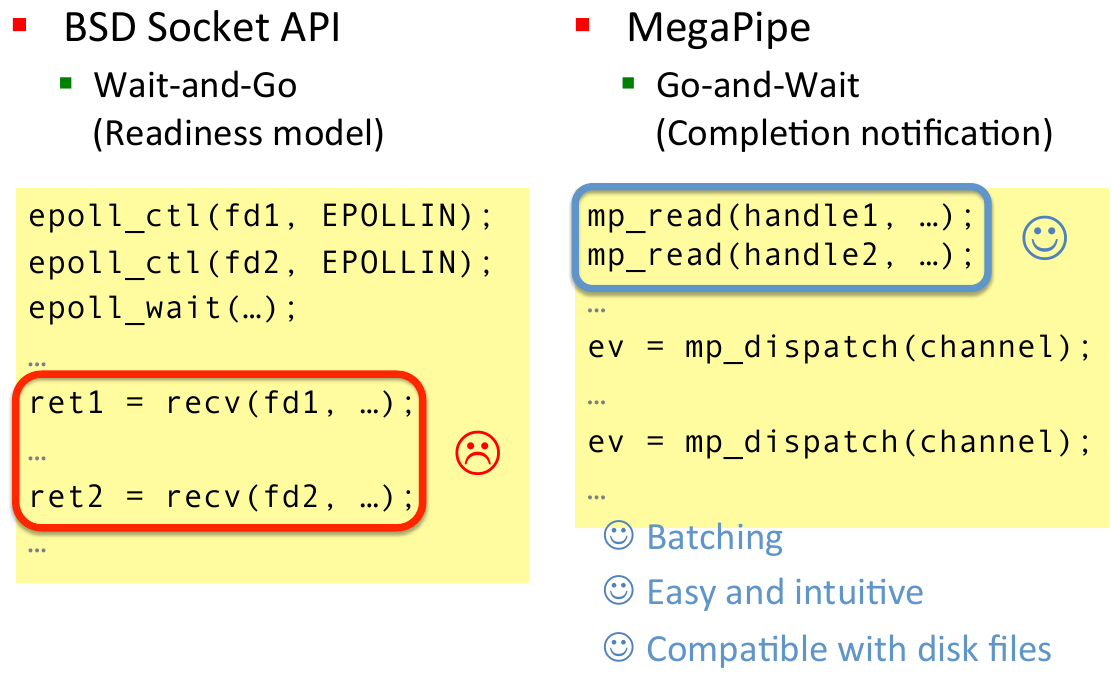 BSD Socket API
Wait-and-Go
(Readiness model)
epoll_ctl(fd1, EPOLLIN);
epoll_ctl(fd2, EPOLLIN);
epoll_wait(…);
…
ret1 = recv(fd1, …);
…
ret2 = recv(fd2, …);
…
MegaPipe
Go-and-Wait
(Completion notification)
mp_read(handle1, …);
mp_read(handle2, …);
…
ev = mp_dispatch(channel);
…
ev = mp_dispatch(channel);
…
Batching
Easy and intuitive
Compatible with disk files